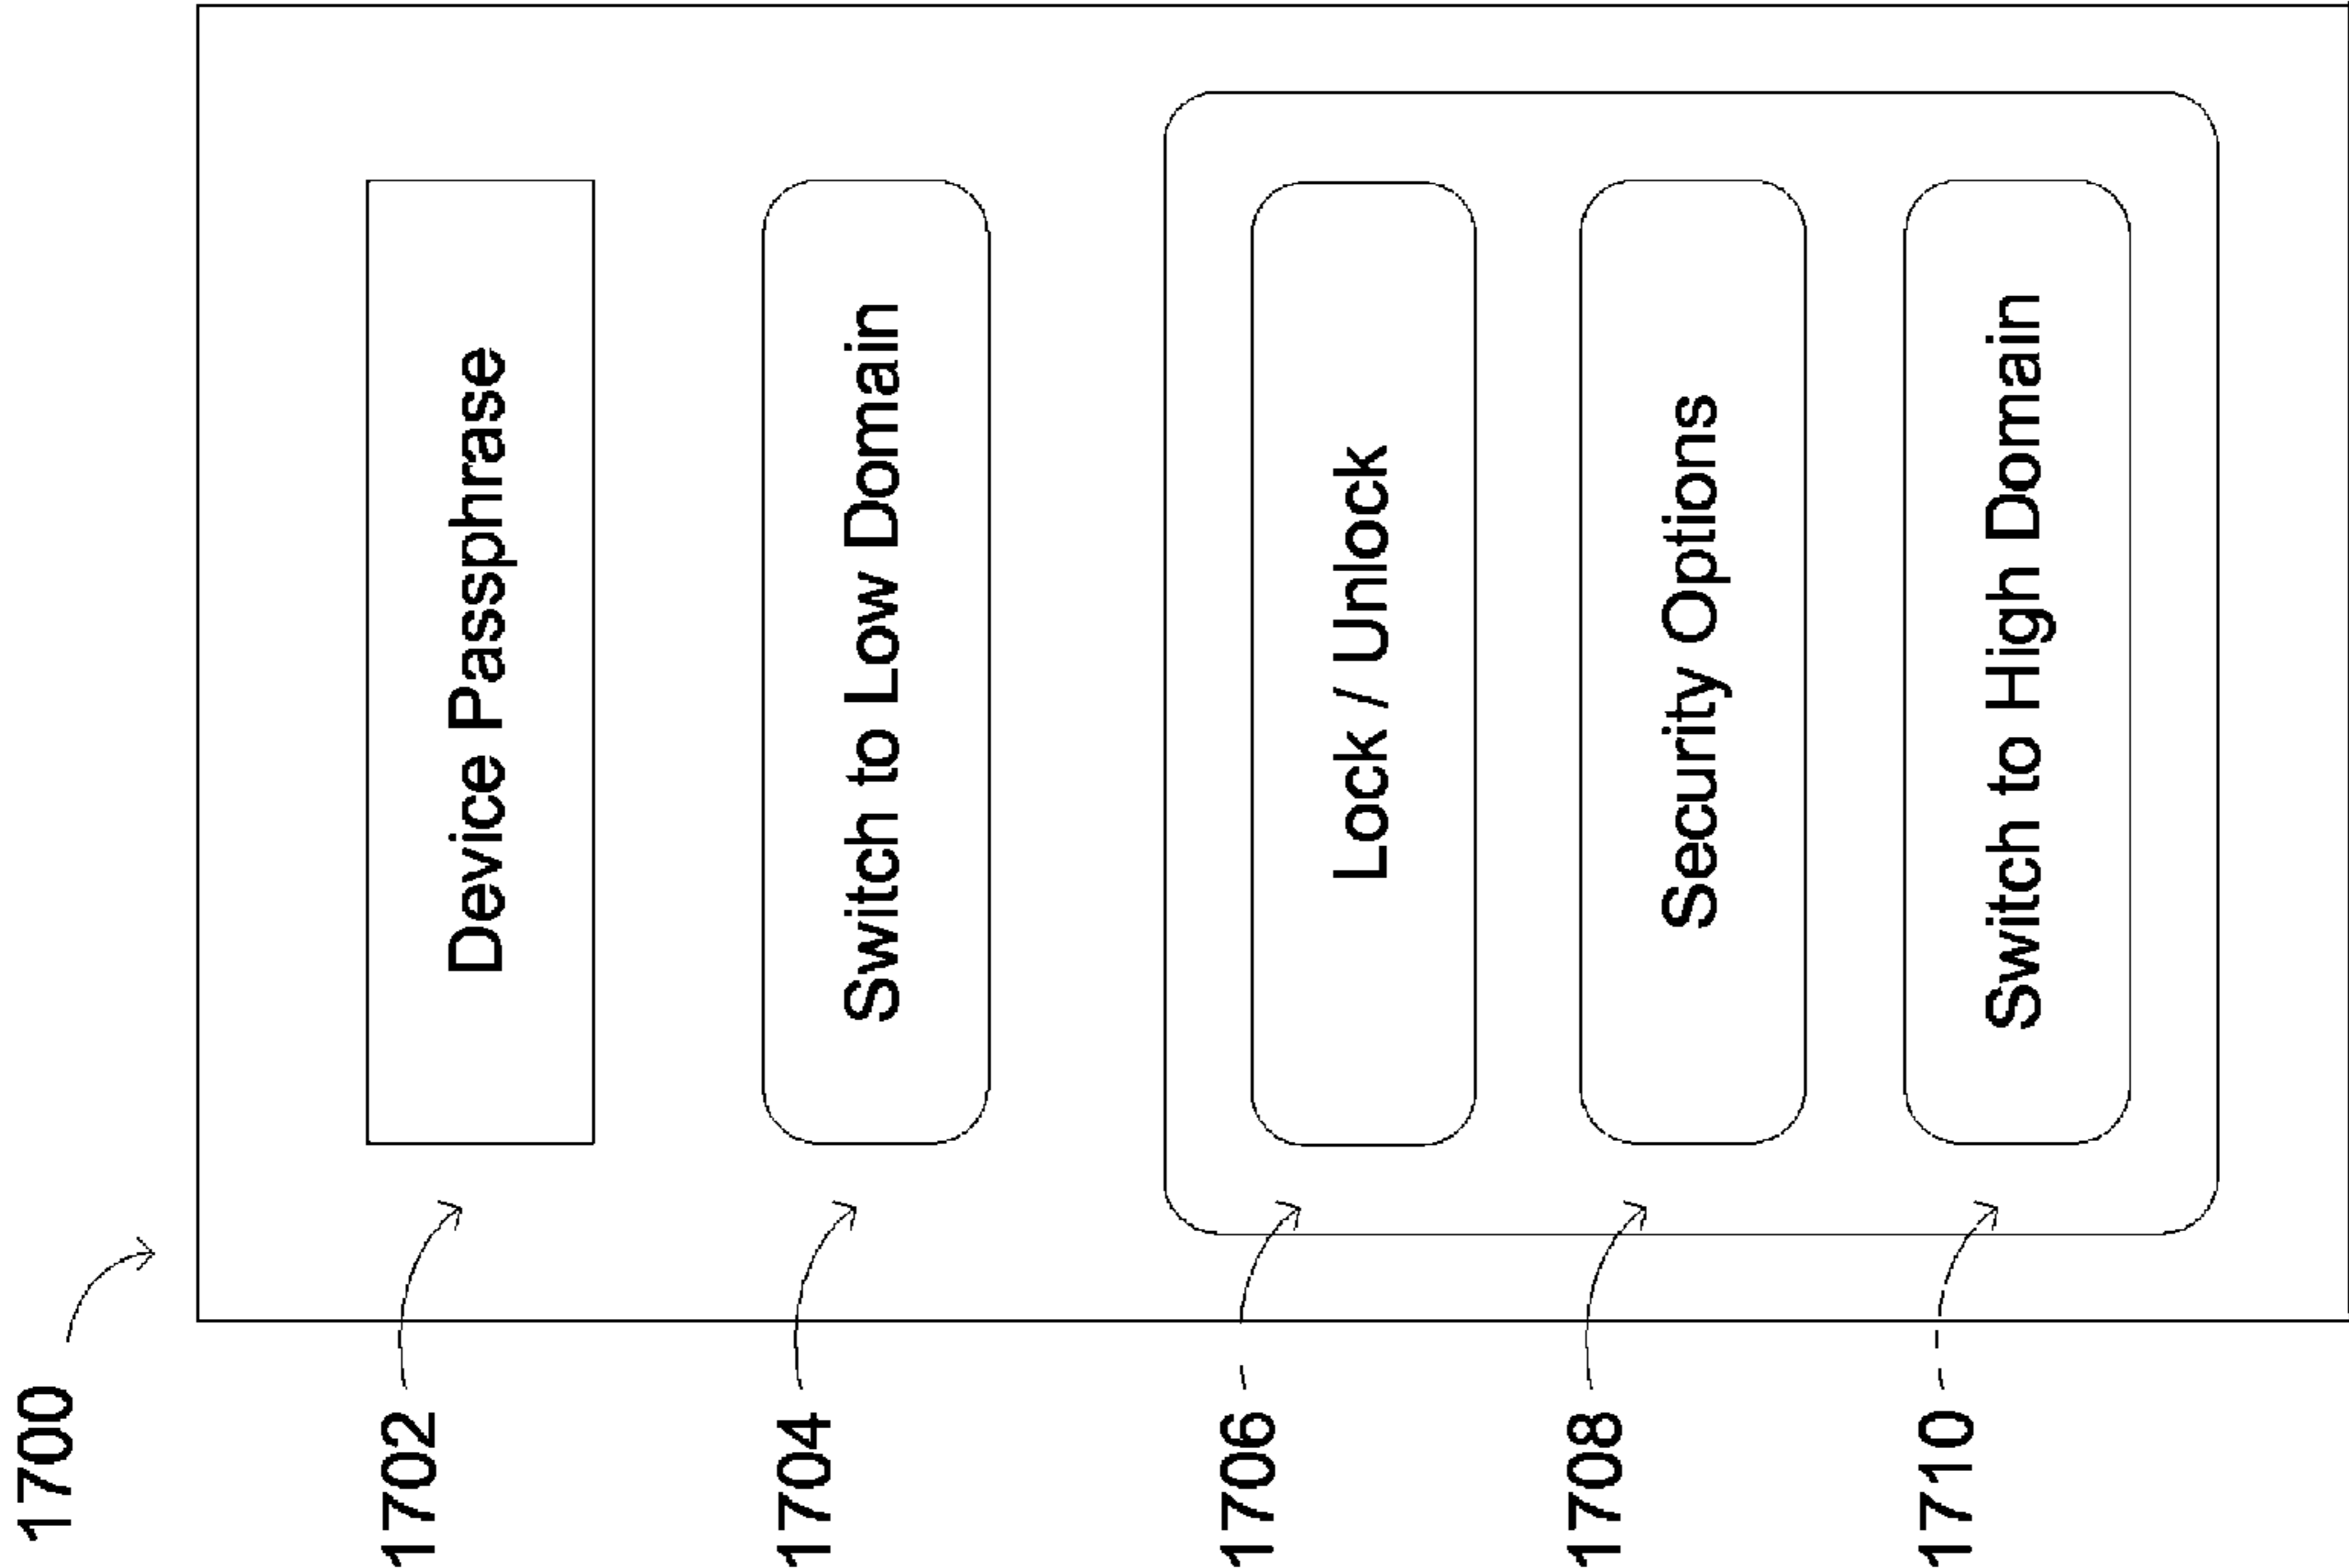 1700
1702
Device Passphrase
1704
Switch to Low Domain
1706
Lock / Unlock
1708
Security Options
1710
Switch to High Domain